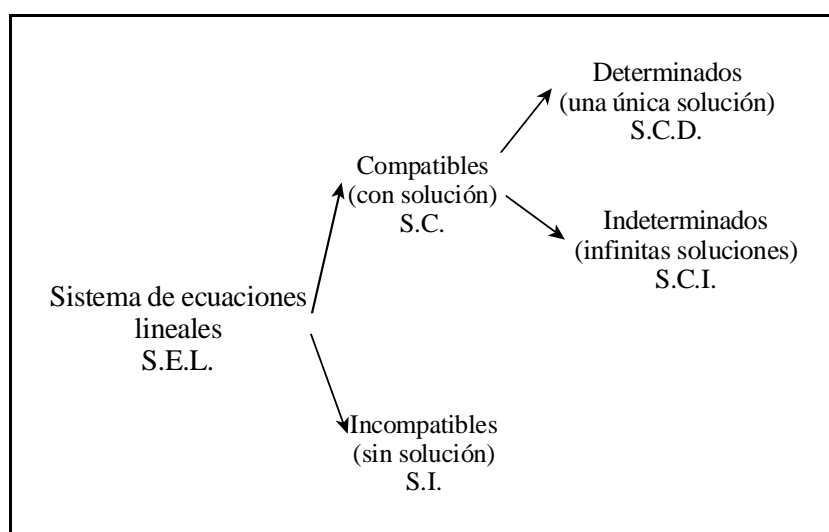 Sistema de ecuaciones
lineales
S.E.L.
Compatibles
(con solución)
S.C.
Determinados
(una única solución)
S.C.D.
Indeterminados
(infinitas soluciones)
S.C.I.
Incompatibles
(sin solución)
S.I.